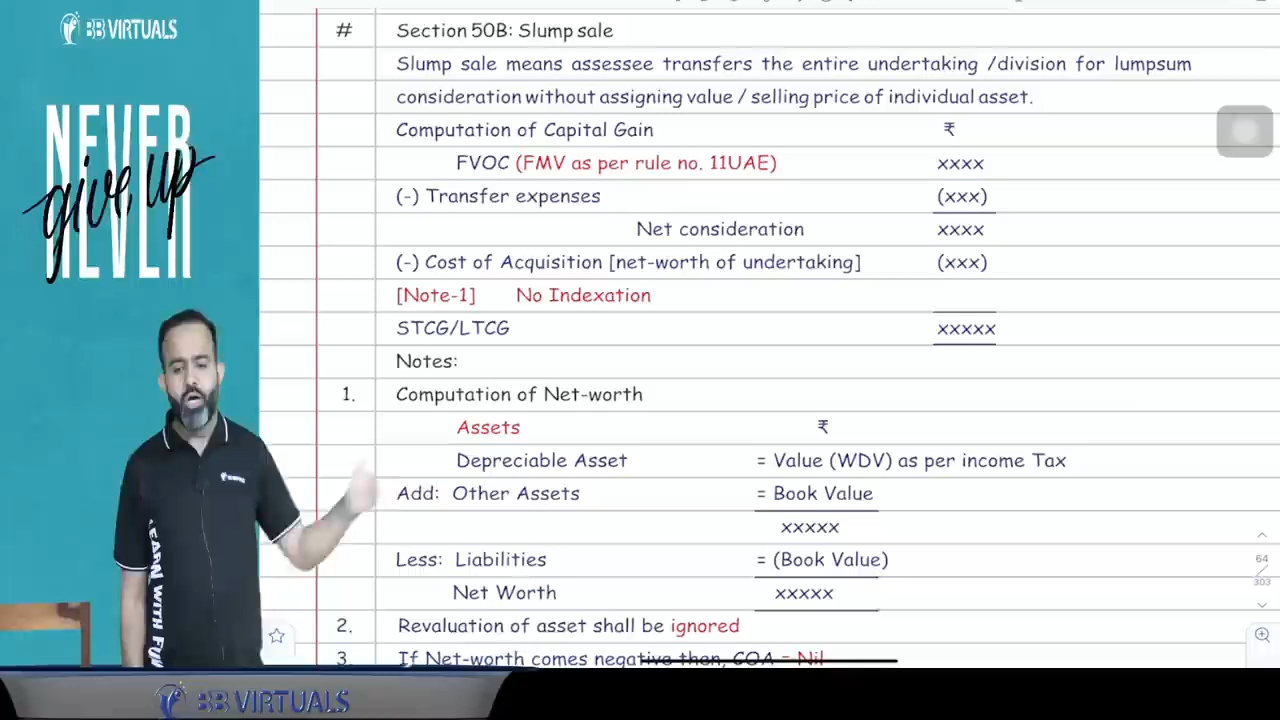 BB VIRTUALS
NEVER
give up
NEVER
# Section 50B: Slump sale
Slump sale means assessee transfers the entire undertaking /division for lumpsum
consideration without assigning value / selling price of individual asset.
Computation of Capital Gain ₹
FVOC (FMV as per rule no. 11UAE) xxxx
(-) Transfer expenses (xxx)
Net consideration xxxx
(-) Cost of Acquisition [net-worth of undertaking] (xxx)
[Note-1] No Indexation
STCG/LTCG xxxxx
Notes:
1. Computation of Net-worth
Assets ₹
Depreciable Asset = Value (WDV) as per income Tax
Add: Other Assets = Book Value
xxxxx
Less: Liabilities = (Book Value)
Net Worth xxxxx
2. Revaluation of asset shall be ignored
3. If Net-worth comes negative then, COA = Nil
64
303
LEARN WITH FUN
BB VIRTUALS